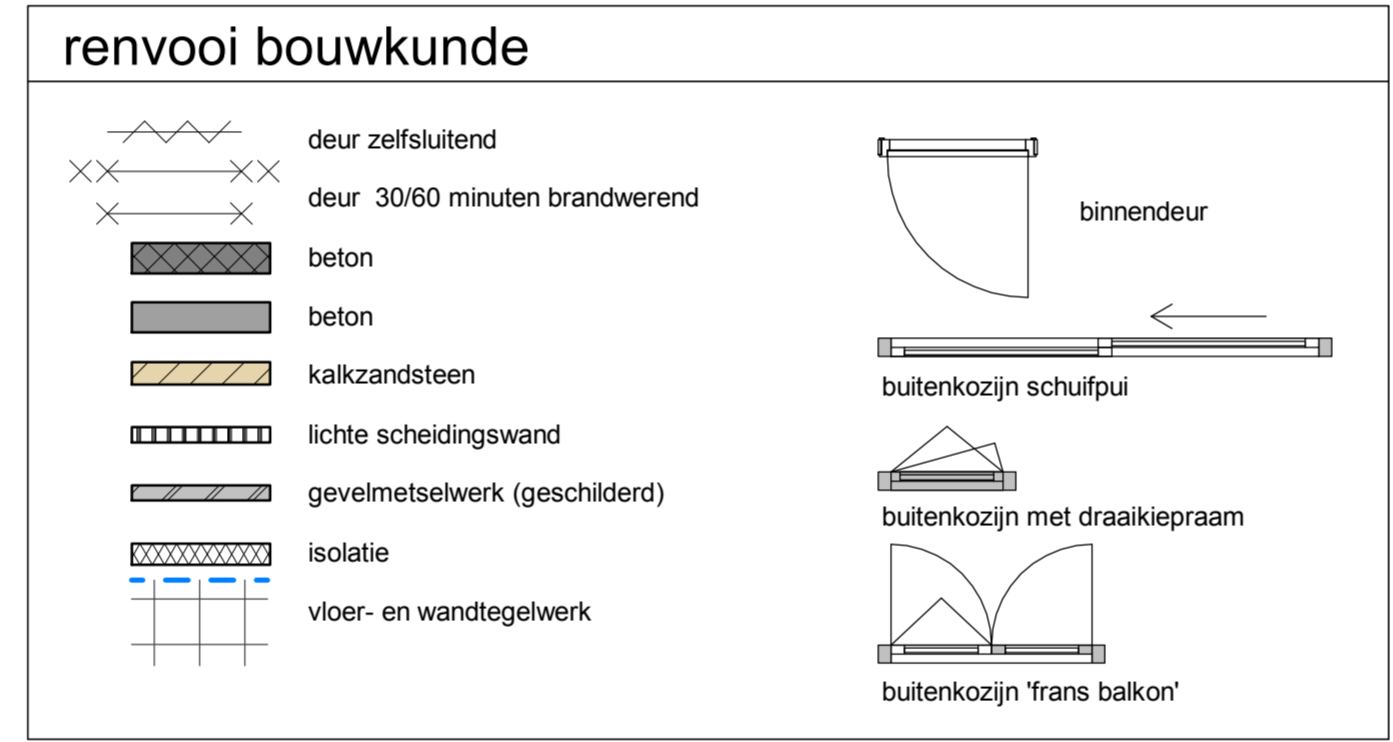 renvooi bouwkunde
deur zelfsluitend
deur 30/60 minuten brandwerend
beton
beton
kalkzandsteen
lichte scheidingswand
gevelmetselwerk (geschilderd)
isolatie
vloer- en wandtegelwerk
binnendeur
buitenkozijn schuifpui
buitenkozijn met draaikiepraam
buitenkozijn 'frans balkon'